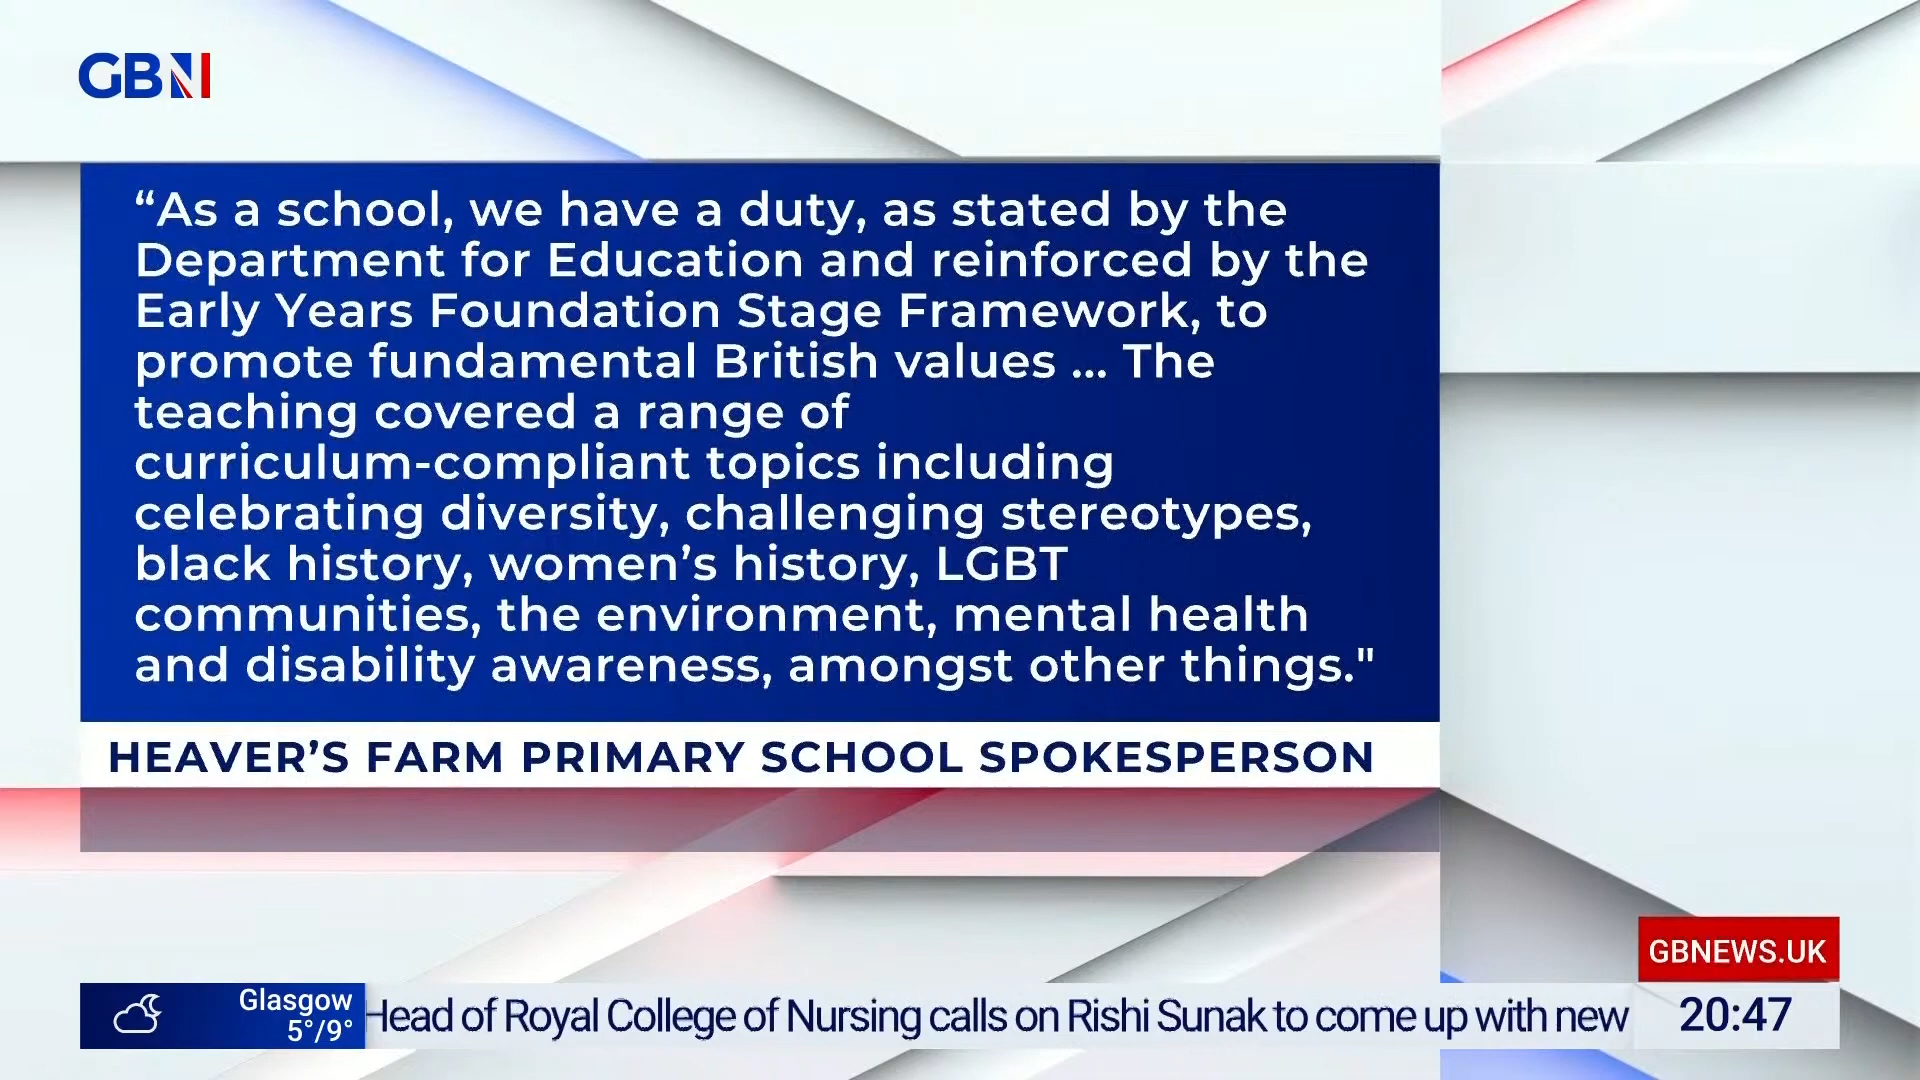 GBN
“As a school, we have a duty, as stated by the
Department for Education and reinforced by the
Early Years Foundation Stage Framework, to
promote fundamental British values ... The
teaching covered a range of
curriculum-compliant topics including
celebrating diversity, challenging stereotypes,
black history, women’s history, LGBT
communities, the environment, mental health
and disability awareness, amongst other things."
HEAVER’S FARM PRIMARY SCHOOL SPOKESPERSON
GBNEWS.UK
Glasgow
5°/9°
Head of Royal College of Nursing calls on Rishi Sunak to come up with new
20:47